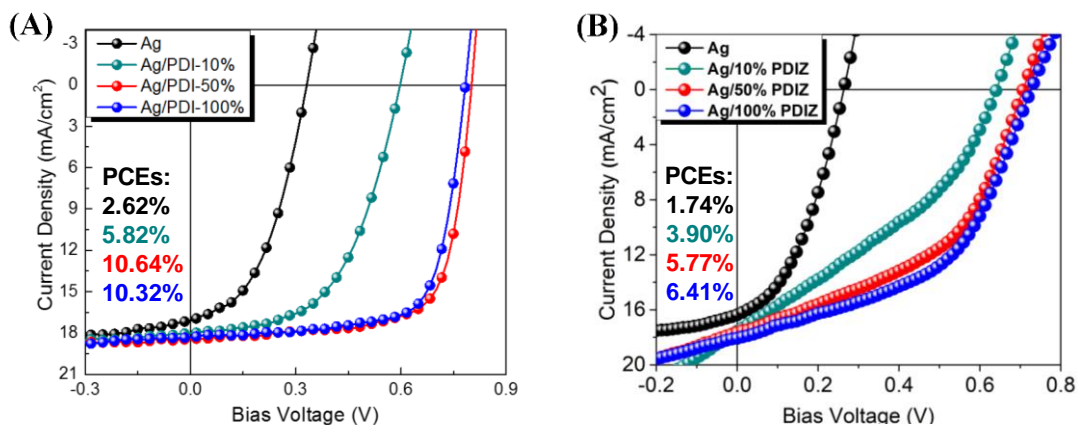 (A)
-3
0
3
6
9
12
15
18
21
Current Density (mA/cm²)
Ag
Ag/PDI-10%
Ag/PDI-50%
Ag/PDI-100%
PCEs:
2.62%
5.82%
10.64%
10.32%
-0.3
0.0
0.3
0.6
0.9
Bias Voltage (V)
(B)
-4
0
4
8
12
16
20
Current Density (mA/cm²)
Ag
Ag/10% PDIZ
Ag/50% PDIZ
Ag/100% PDIZ
PCEs:
1.74%
3.90%
5.77%
6.41%
-0.2
0.0
0.2
0.4
0.6
0.8
Bias Voltage (V)